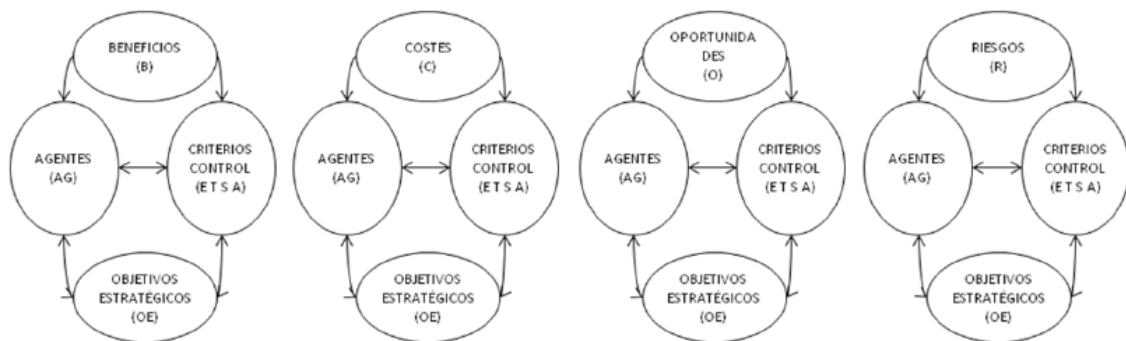 BENEFICIOS
(B)
AGENTES
(AG)
CRITERIOS
CONTROL
(E T S A)
OBJETIVOS
ESTRATÉGICOS
(OE)
COSTES
(C)
AGENTES
(AG)
CRITERIOS
CONTROL
(E T S A)
OBJETIVOS
ESTRATÉGICOS
(OE)
OPORTUNIDA
DES
(O)
AGENTES
(AG)
CRITERIOS
CONTROL
(E T S A)
OBJETIVOS
ESTRATÉGICOS
(OE)
RIESGOS
(R)
AGENTES
(AG)
CRITERIOS
CONTROL
(E T S A)
OBJETIVOS
ESTRATÉGICOS
(OE)